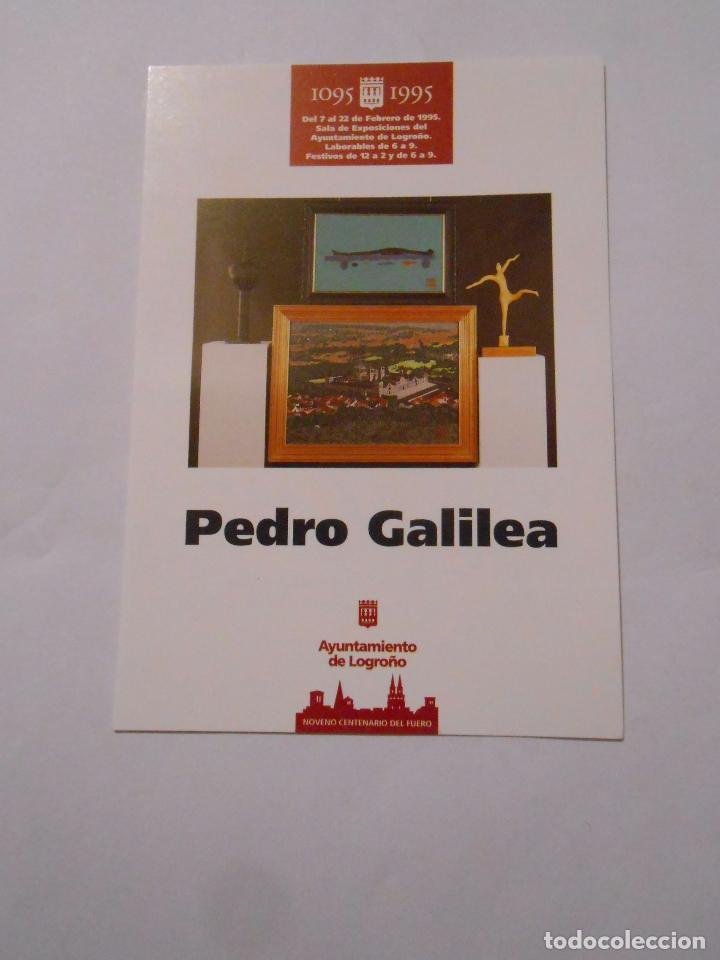 1095 1995
Del 7 al 22 de Febrero de 1995.
Sala de Exposiciones del
Ayuntamiento de Logroño.
Laborables de 6 a 9.
Festivos de 12 a 2 y de 6 a 9.
Pedro Galilea
Ayuntamiento
de Logroño
NOVENO CENTENARIO DEL FUERO
todocoleccion
todocoleccion.net